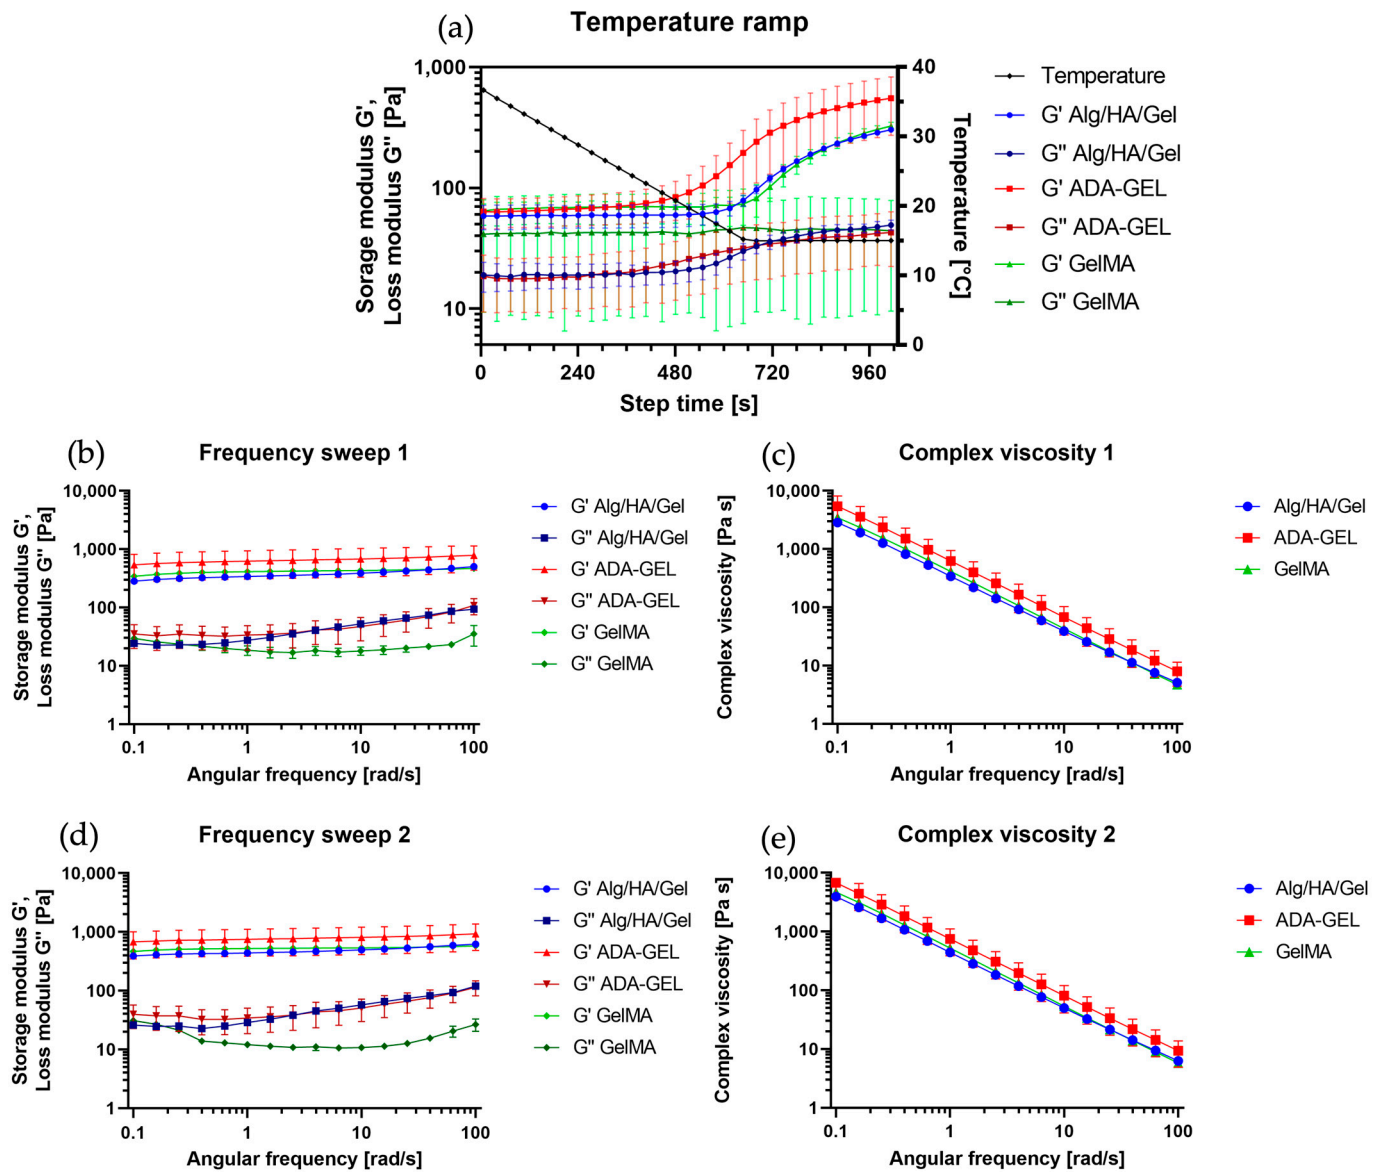 (a)
Temperature ramp
Sorage modulus G',
Loss modulus G'' [Pa]
1,000
100
10
40
30
20
10
0
Temperature [°C]
0 240 480 720 960
Step time [s]
Temperature
G' Alg/HA/Gel
G'' Alg/HA/Gel
G' ADA-GEL
G'' ADA-GEL
G' GelMA
G'' GelMA
(b)
Frequency sweep 1
Storage modulus G',
Loss modulus G'' [Pa]
10,000
1,000
100
10
1
0.1 1 10 100
Angular frequency [rad/s]
G' Alg/HA/Gel
G'' Alg/HA/Gel
G' ADA-GEL
G'' ADA-GEL
G' GelMA
G'' GelMA
(c)
Complex viscosity 1
Complex viscosity [Pa s]
10,000
1,000
100
10
1
0.1 1 10 100
Angular frequency [rad/s]
Alg/HA/Gel
ADA-GEL
GelMA
(d)
Frequency sweep 2
Storage modulus G',
Loss modulus G'' [Pa]
10,000
1,000
100
10
1
0.1 1 10 100
Angular frequency [rad/s]
G' Alg/HA/Gel
G'' Alg/HA/Gel
G' ADA-GEL
G'' ADA-GEL
G' GelMA
G'' GelMA
(e)
Complex viscosity 2
Complex viscosity [Pa s]
10,000
1,000
100
10
1
0.1 1 10 100
Angular frequency [rad/s]
Alg/HA/Gel
ADA-GEL
GelMA